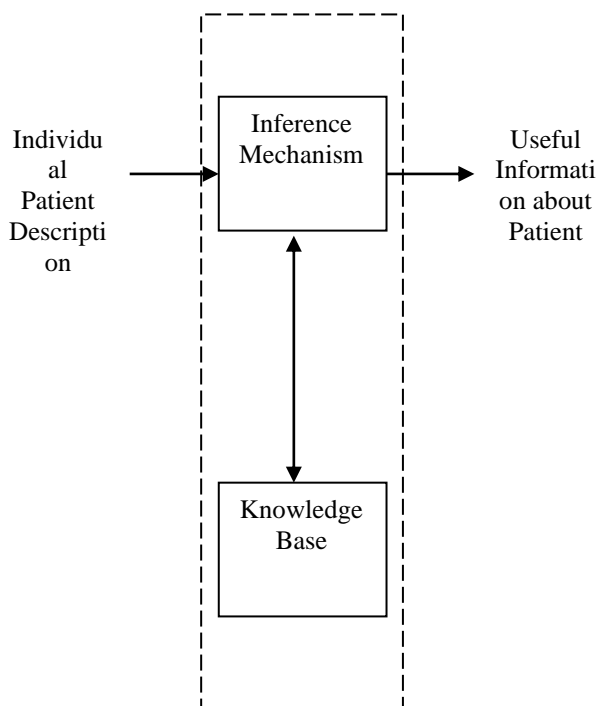 Individu
al
Patient
Descripti
on
Inference
Mechanism
Useful
Informati
on about
Patient
Knowledge
Base